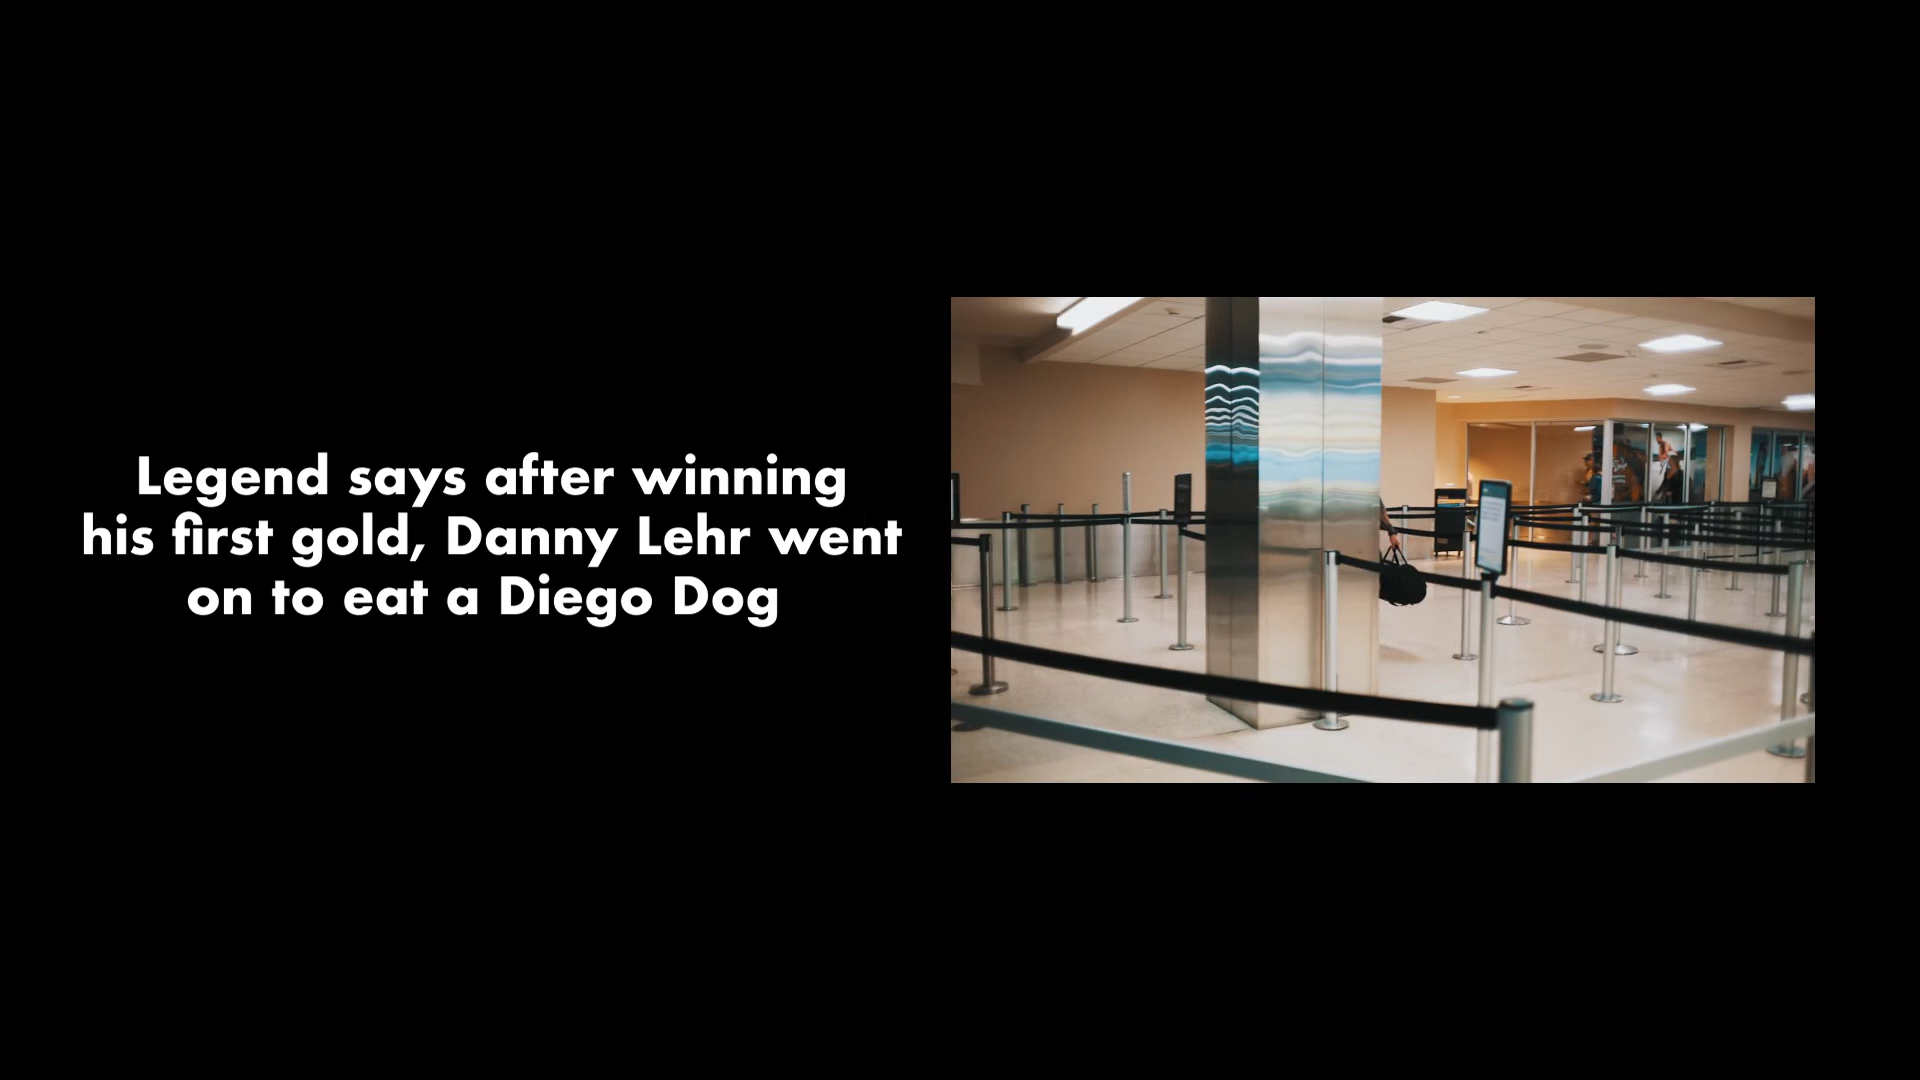 Legend says after winning
his first gold, Danny Lehr went
on to eat a Diego Dog